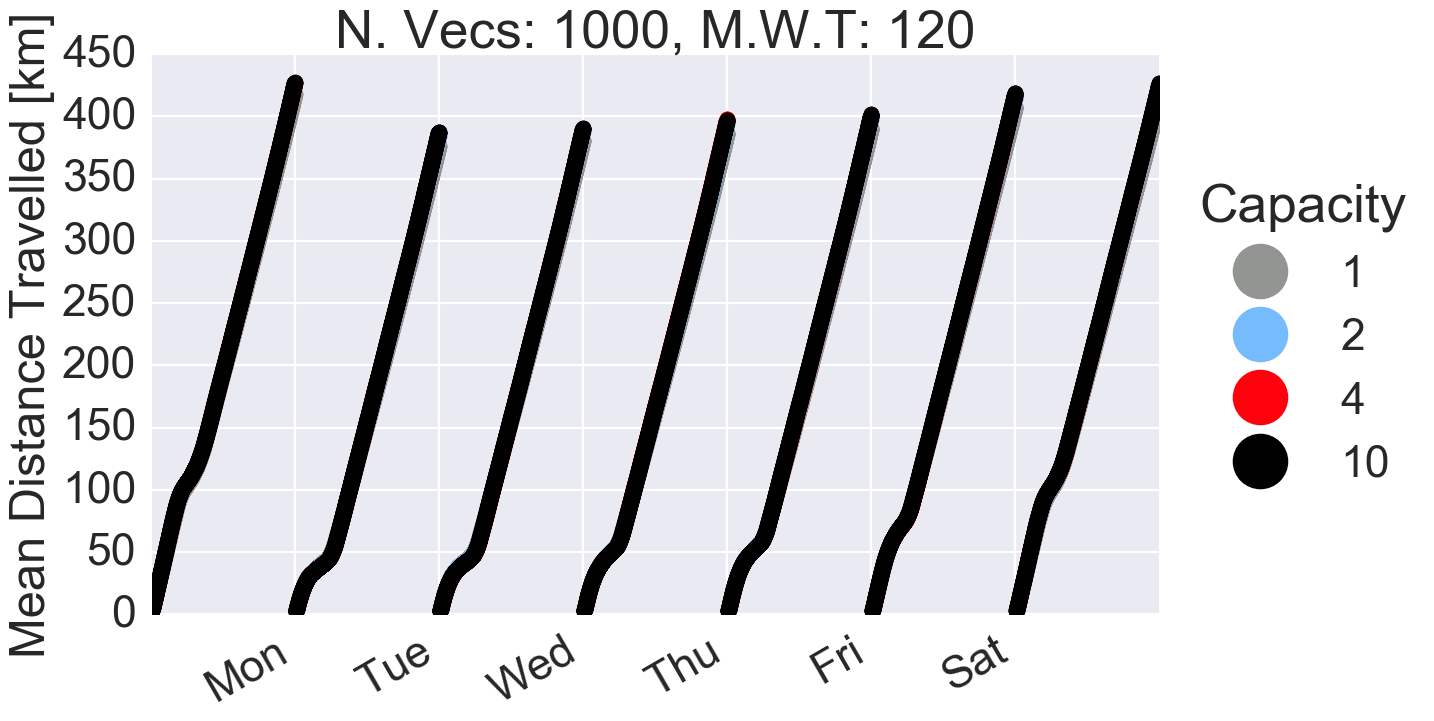 N. Vecs: 1000, M.W.T: 120
Mean Distance Travelled [km]
450
400
350
300
250
200
150
100
50
0
Mon
Tue
Wed
Thu
Fri
Sat
Capacity
1
2
4
10